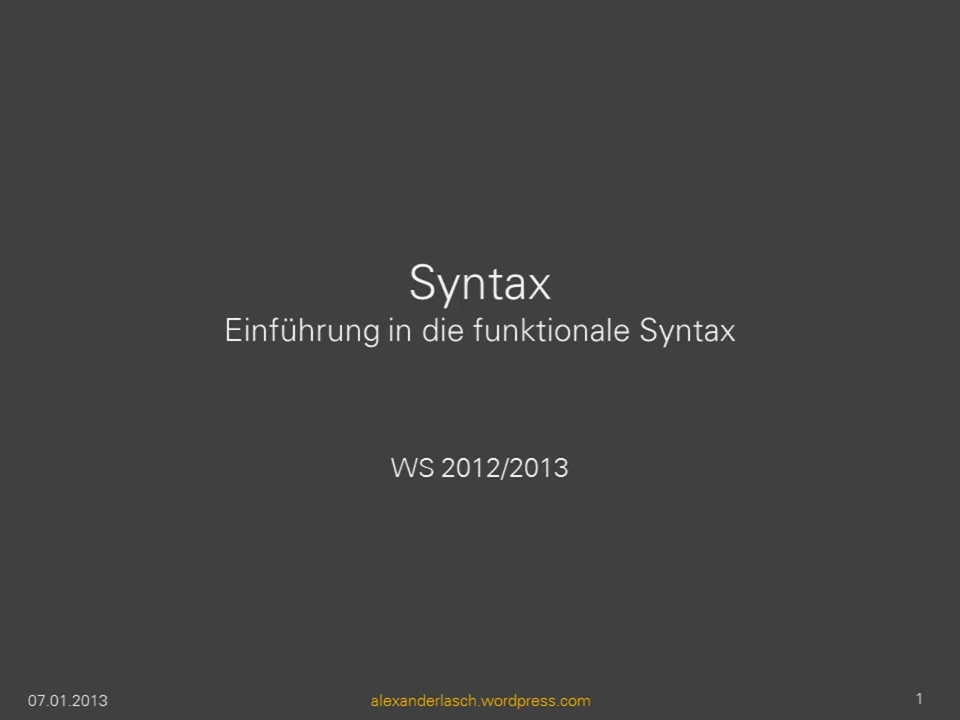 Syntax
Einführung in die funktionale Syntax
WS 2012/2013
07.01.2013
alexanderlasch.wordpress.com
1